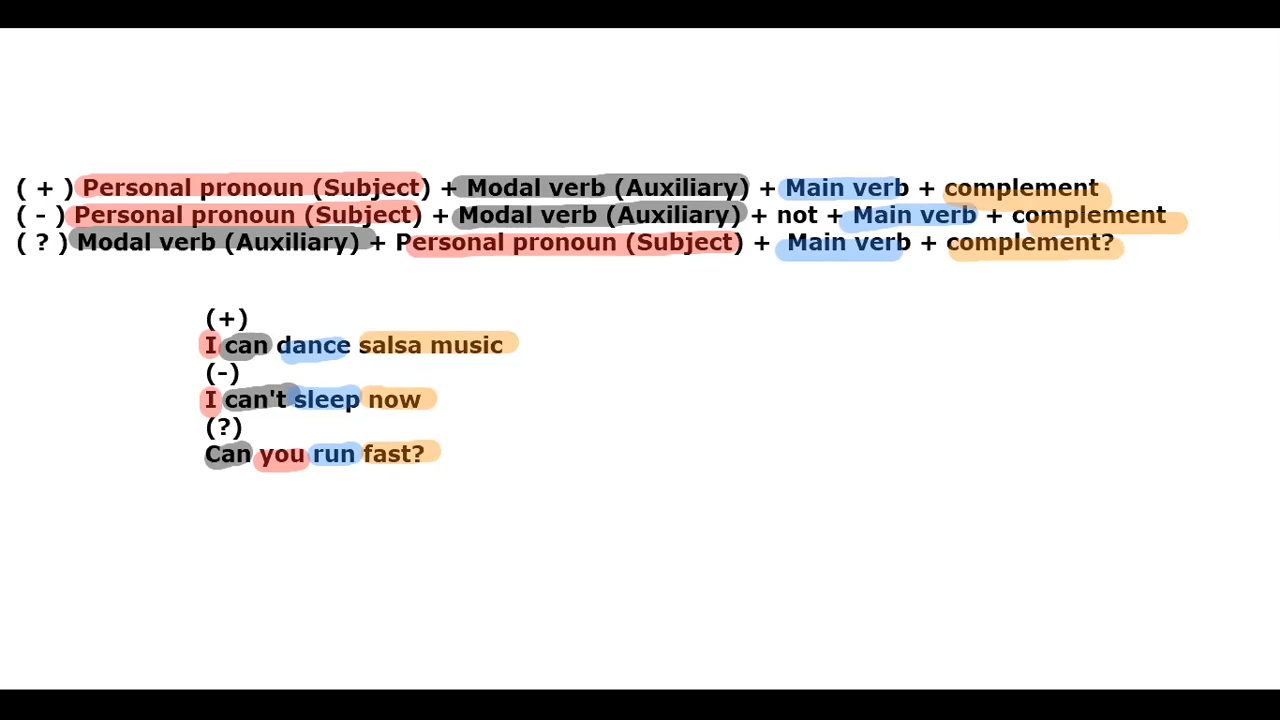 ( + ) Personal pronoun (Subject) + Modal verb (Auxiliary) + Main verb + complement
( - ) Personal pronoun (Subject) + Modal verb (Auxiliary) + not + Main verb + complement
( ? ) Modal verb (Auxiliary) + Personal pronoun (Subject) + Main verb + complement?
(+)
I can dance salsa music
(-)
I can't sleep now
(?)
Can you run fast?